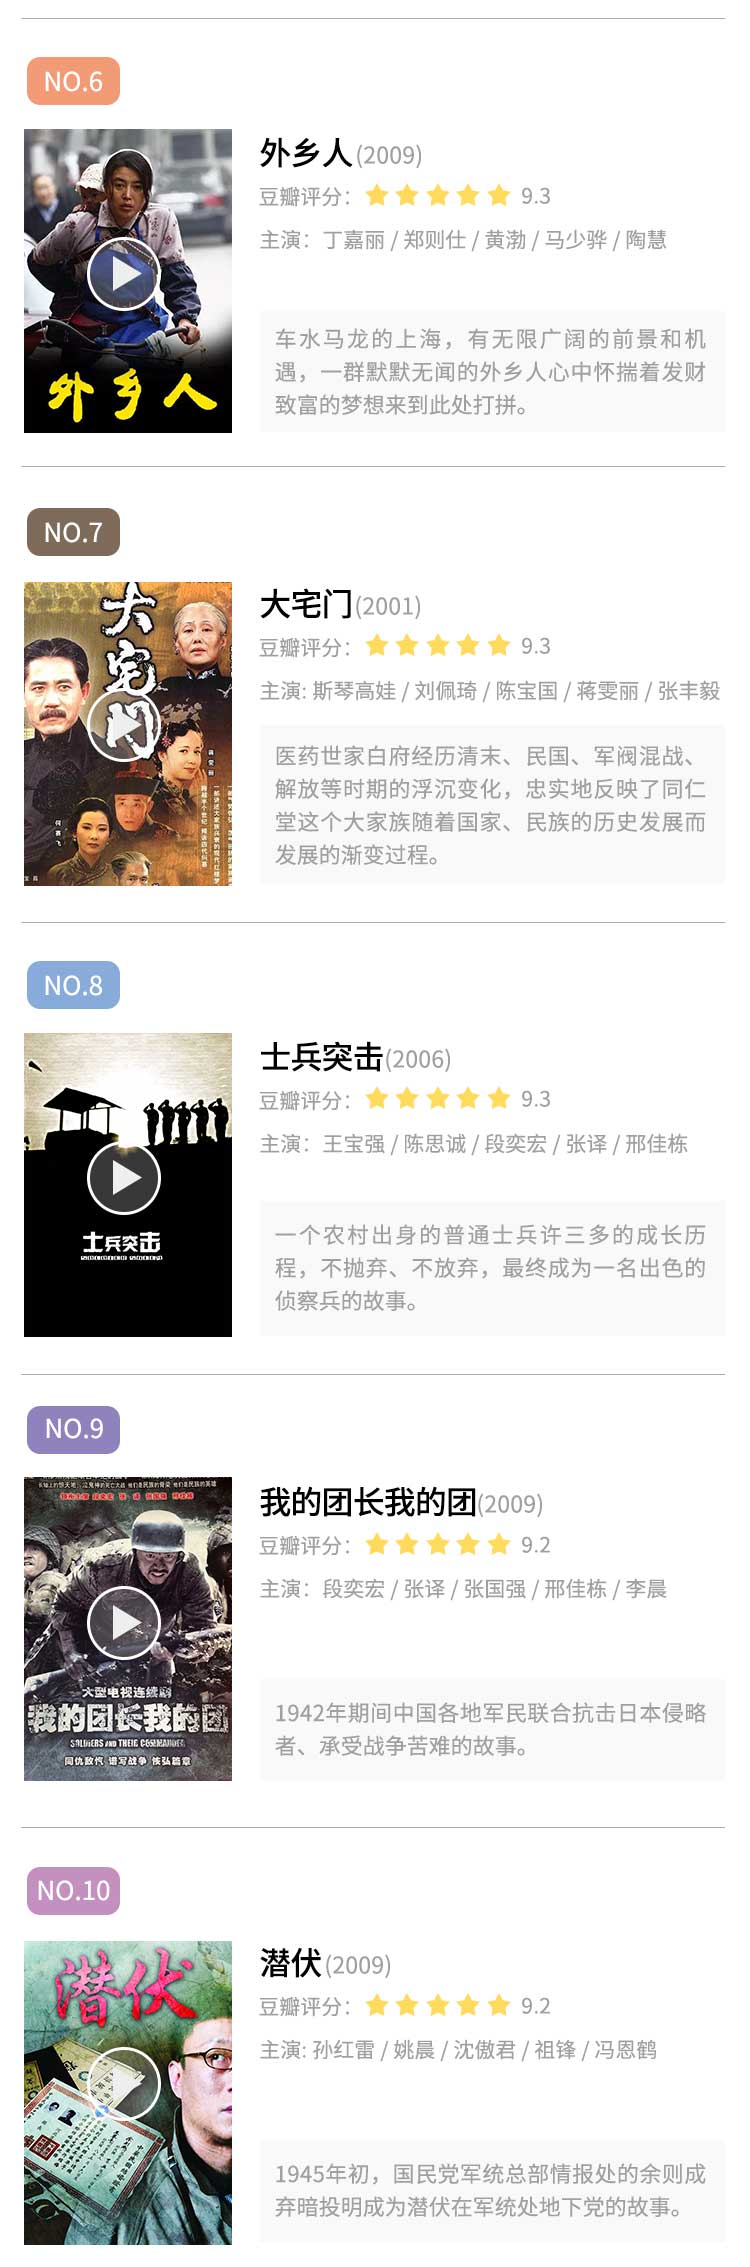 NO.6
外乡人(2009)
豆瓣评分： 9.3
主演：丁嘉丽 / 郑则仕 / 黄渤 / 马少骅 / 陶慧
外乡人
车水马龙的上海，有无限广阔的前景和机
遇，一群默默无闻的外乡人心中怀揣着发财
致富的梦想来到此处打拼。
NO.7
大宅门(2001)
豆瓣评分： 9.3
主演: 斯琴高娃 / 刘佩琦 / 陈宝国 / 蒋雯丽 / 张丰毅
大宅门
蒋雯丽
何赛飞
医药世家白府经历清末、民国、军阀混战、
解放等时期的浮沉变化，忠实地反映了同仁
堂这个大家族随着国家、民族的历史发展而
发展的渐变过程。
NO.8
士兵突击(2006)
豆瓣评分： 9.3
主演：王宝强 / 陈思诚 / 段奕宏 / 张译 / 邢佳栋
士兵突击
一个农村出身的普通士兵许三多的成长历
程，不抛弃、不放弃，最终成为一名出色的
侦察兵的故事。
NO.9
我的团长我的团(2009)
豆瓣评分： 9.2
主演：段奕宏 / 张译 / 张国强 / 邢佳栋 / 李晨
大型电视连续剧
我的团长我的团
SOLDIERS AND THEIR COMMANDER
同仇敌忾 谱写战争 恢弘篇章
1942年期间中国各地军民联合抗击日本侵略
者、承受战争苦难的故事。
NO.10
潜伏(2009)
豆瓣评分： 9.2
主演: 孙红雷 / 姚晨 / 沈傲君 / 祖锋 / 冯恩鹤
潜伏
1945年初，国民党军统总部情报处的余则成
弃暗投明成为潜伏在军统处地下党的故事。